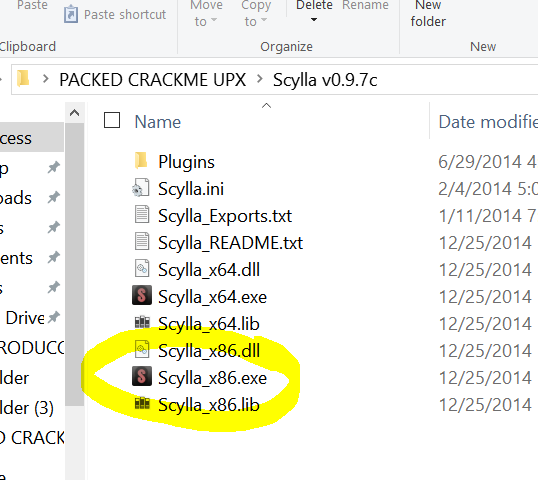 Paste
Paste shortcut
Move to
Copy to
Delete
Rename
New folder
Clipboard
Organize
New
PACKED CRACKME UPX > Scylla v0.9.7c
Name
Date modifie
cess
Plugins
6/29/2014 4
p
Scylla.ini
2/4/2014 5:0
oads
Scylla_Exports.txt
1/11/2014 7
s
Scylla_README.txt
12/25/2014
ents
Scylla_x64.dll
12/25/2014
s
Scylla_x64.exe
12/25/2014
Drive
Scylla_x64.lib
12/25/2014
RODUCC
Scylla_x86.dll
12/25/2014
lder
Scylla_x86.exe
12/25/2014
lder (3)
Scylla_x86.lib
12/25/2014
D CRACK